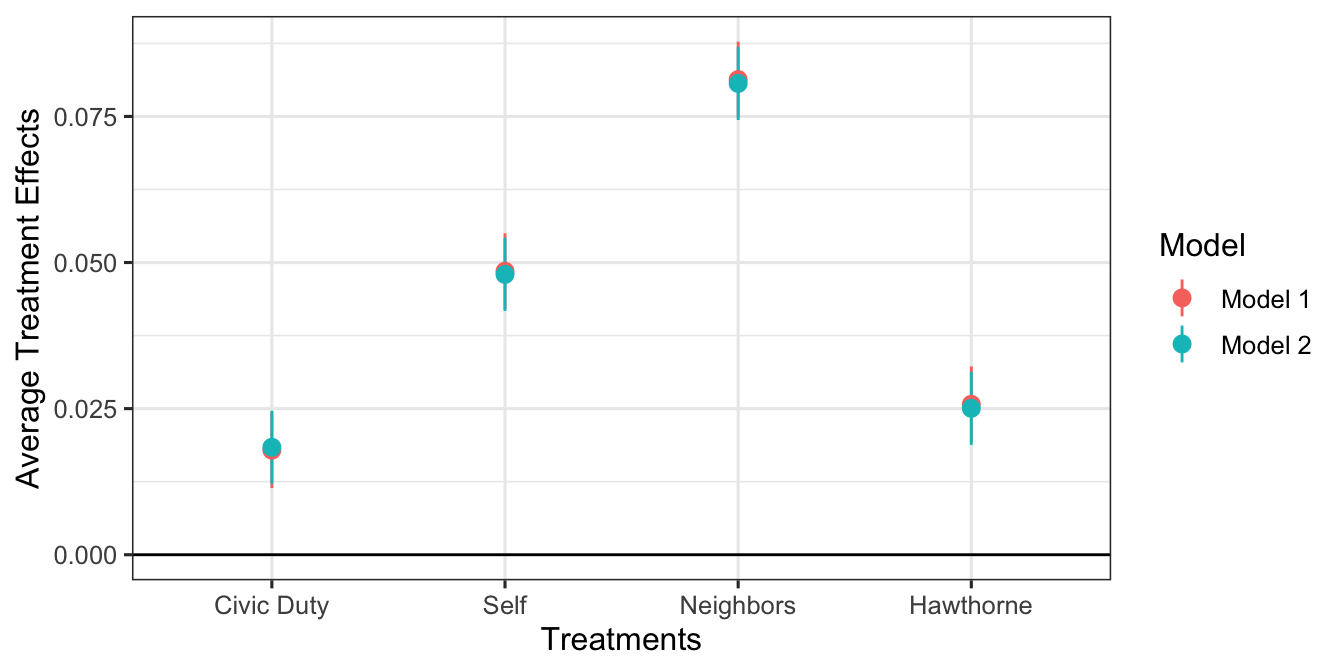 Average Treatment Effects
0.075
0.050
0.025
0.000
Civic Duty
Self
Neighbors
Hawthorne
Treatments
Model
Model 1
Model 2